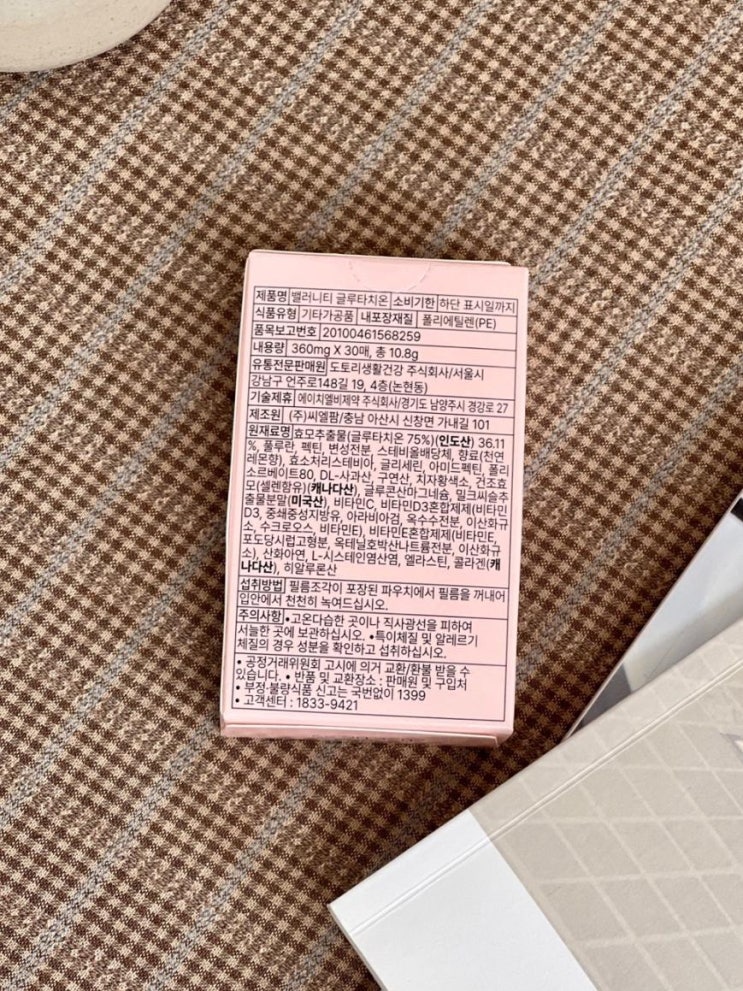 제품명 밸러니티 글루타치온 소비기한 하단 표시일까지
식품유형 기타가공품 내포장재질 폴리에틸렌(PE)
품목보고번호 20100461568259
내용량 360mg X 30매, 총 10.8g
유통전문판매원 도토리생활건강 주식회사/서울시
강남구 언주로148길 19, 4층(논현동)
기술제휴 에이치엘비제약 주식회사/경기도 남양주시 경강로 27
제조원 (주)씨엘팜/충남 아산시 신창면 가내길 101
원재료명 효모추출물(글루타치온 75%)(인도산) 36.11
%, 풀루란, 펙틴, 변성전분, 스테비올배당체, 향료(천연
레몬향), 효소처리스테비아, 글리세린, 아미드펙틴, 폴리
소르베이트80, DL-사과산, 구연산, 치자황색소, 건조효
모(셀렌함유)(캐나다산), 글루콘산마그네슘, 밀크씨슬추
출물분말(미국산), 비타민C, 비타민D3혼합제제(비타민
D3, 중쇄중성지방유, 아라비아검, 옥수수전분, 이산화규
소, 수크로오스, 비타민E), 비타민E혼합제제(비타민E,
포도당시럽고형분, 옥테닐호박산나트륨전분, 이산화규
소), 산화아연, L-시스테인염산염, 엘라스틴, 콜라겐(캐
나다산), 히알루론산
섭취방법 필름조각이 포장된 파우치에서 필름을 꺼내어
입안에서 천천히 녹여드십시오.
주의사항 •고온다습한 곳이나 직사광선을 피하여
서늘한 곳에 보관하십시오. •특이체질 및 알레르기
체질의 경우 성분을 확인하고 섭취하십시오.
• 공정거래위원회 고시에 의거 교환/환불 받을 수
있습니다. • 반품 및 교환장소 : 판매원 및 구입처
• 부정·불량식품 신고는 국번없이 1399
• 고객센터 : 1833-9421